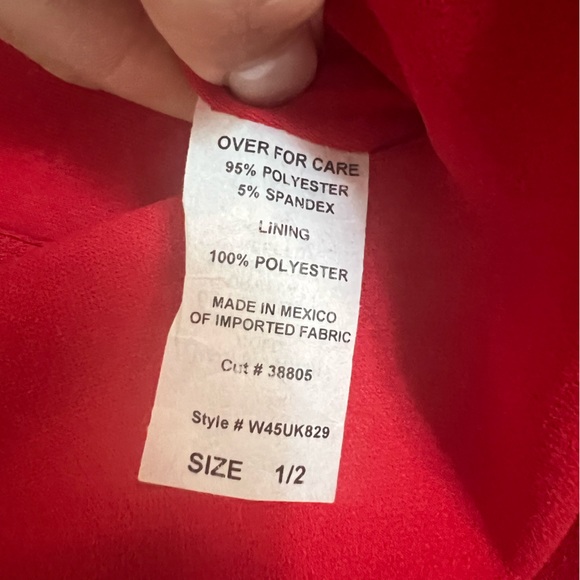 OVER FOR CARE
95% POLYESTER
5% SPANDEX
LINING
100% POLYESTER
MADE IN MEXICO
OF IMPORTED FABRIC
Cut # 38805
Style # W45UK829
SIZE 1/2